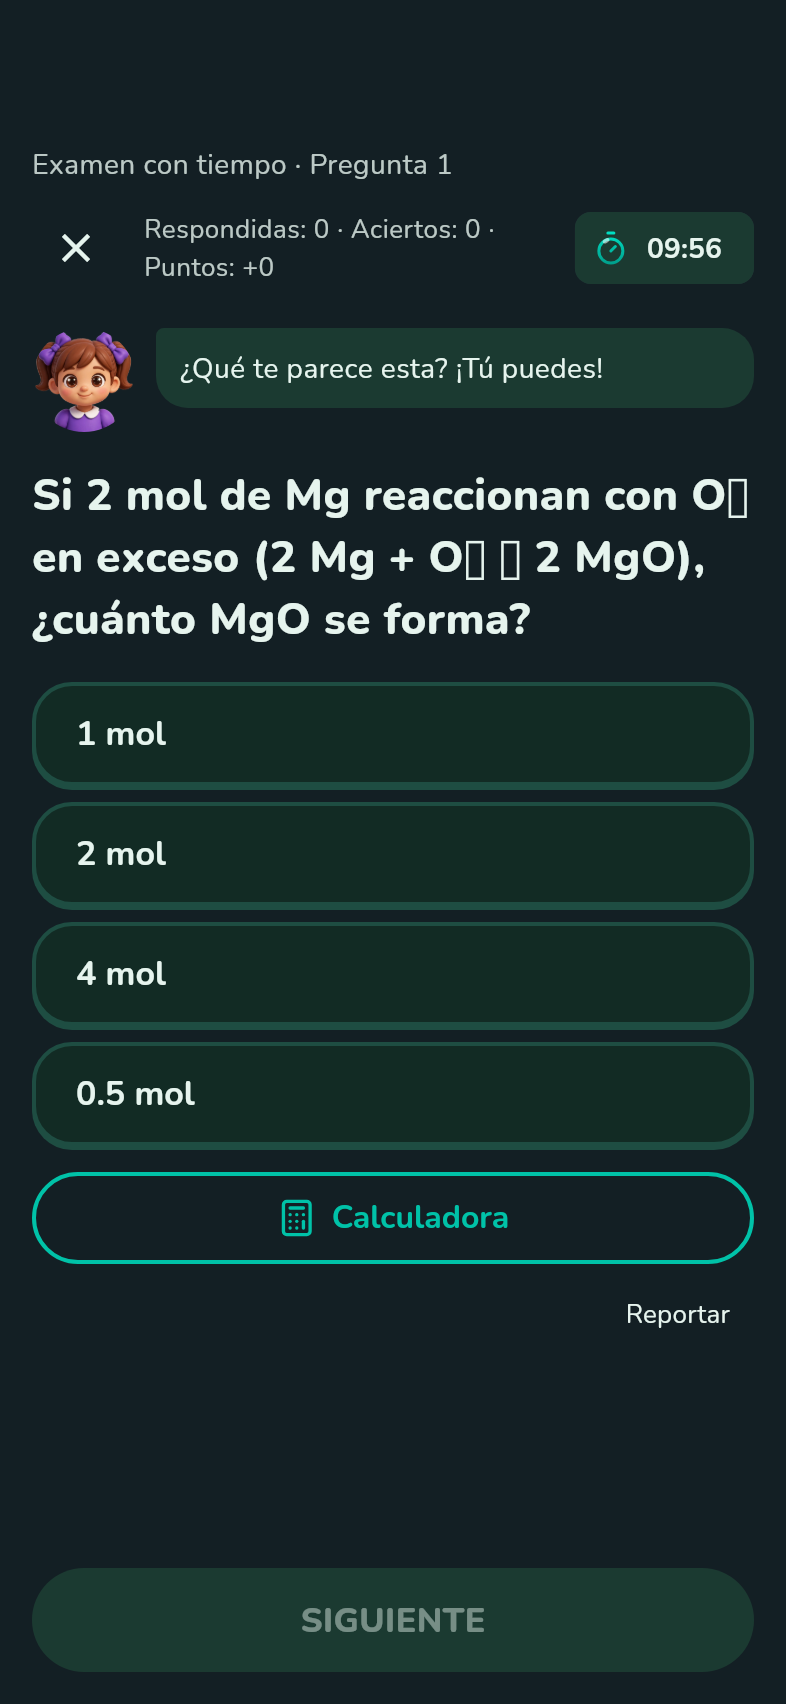 Examen con tiempo · Pregunta 1
Respondidas: 0 · Aciertos: 0 ·
Puntos: +0
09:56
¿Qué te parece esta? ¡Tú puedes!
Si 2 mol de Mg reaccionan con O▯
en exceso (2 Mg + O▯ ▯ 2 MgO),
¿cuánto MgO se forma?
1 mol
2 mol
4 mol
0.5 mol
Calculadora
Reportar
SIGUIENTE